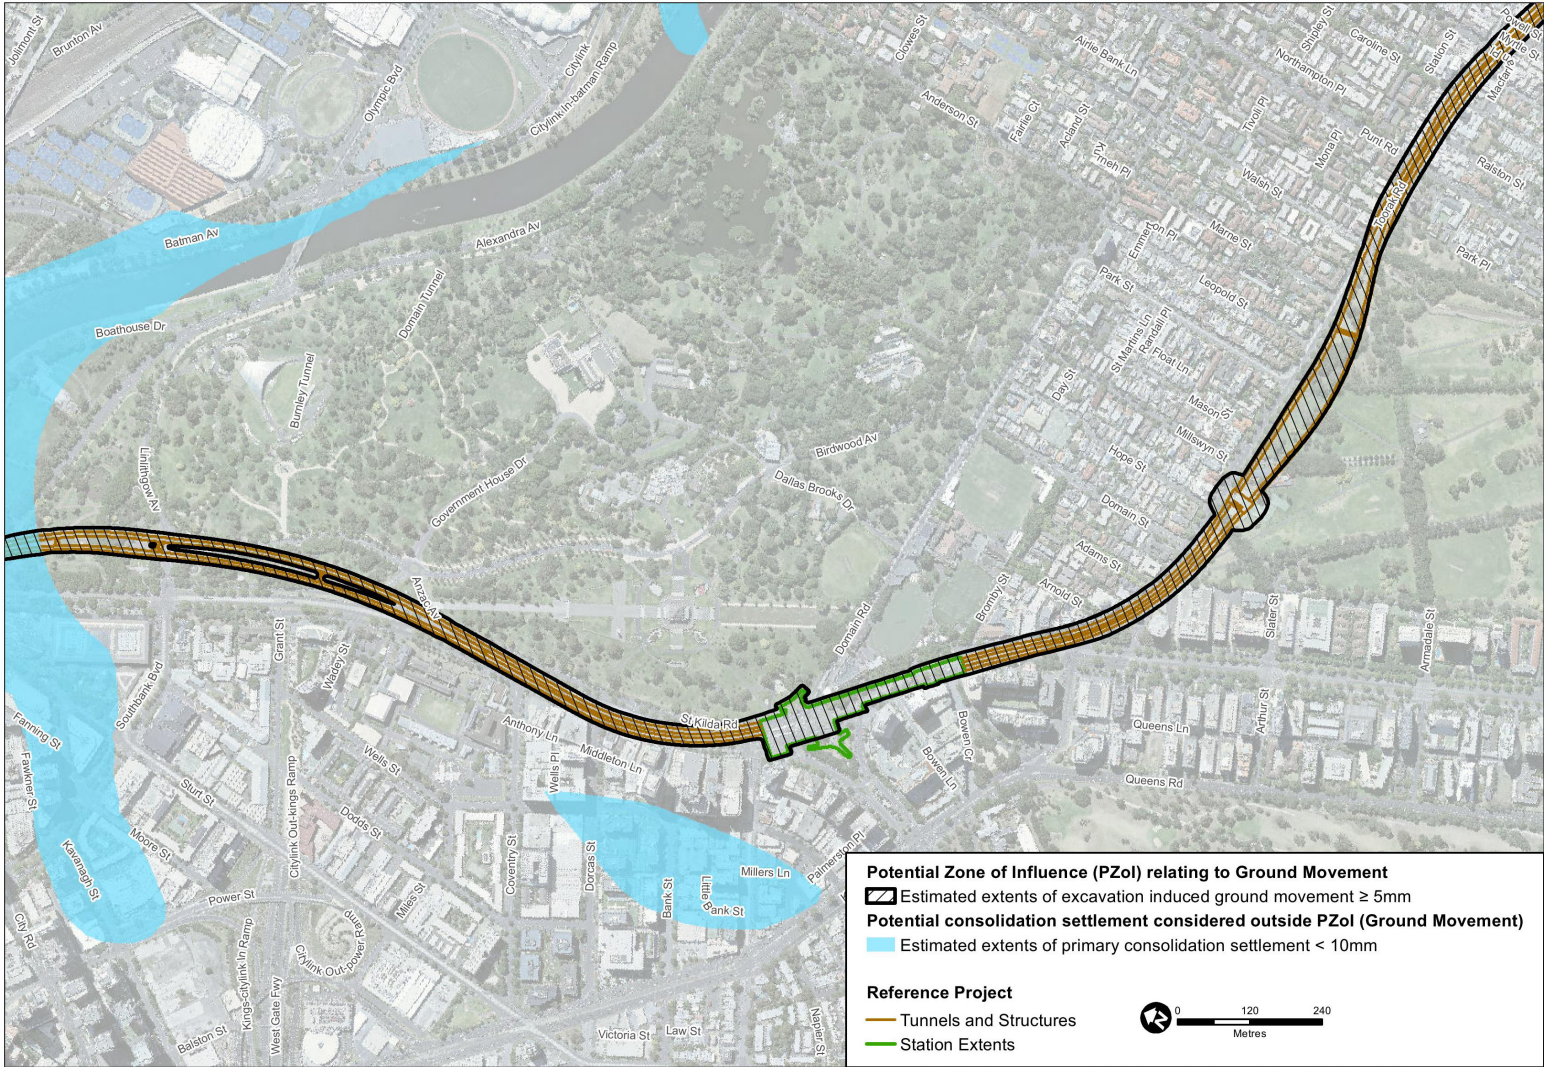 Jolimont St
Brunton Av
Olympic Blvd
Citylink
Citylink In-batman Ramp
Clowes St
Airlie Bank Ln
Shipley St
Caroline St
Station St
Powell St
Myrtle St
Northampton Pl
Anderson St
Fairlie Ct
Acland St
Tivoli Pl
Mona Pl
Punt Rd
Ralston St
Walsh St
Toorak Rd
Batman Av
Alexandra Av
Marne St
Park Pl
Park St
Leopold St
Domain Tunnel
Boathouse Dr
St Martins Ln
Randall Pl
Float Ln
Day St
Burnley Tunnel
Mason St
Millswyn St
Birdwood Av
Hope St
Linlithgow Av
Government House Dr
Dallas Brooks Dr
Domain St
Adams St
Anzac Av
Arnold St
Bromby St
Domain Rd
Slater St
Armadale St
Grant St
Wadey St
Southbank Blvd
St Kilda Rd
Arthur St
Fanning St
Anthony Ln
Middleton Ln
Bowen Cr
Queens Ln
Wells St
Wells Pl
Bowen Ln
Queens Rd
Fawkner St
Sturt St
Citylink Out-kings Ramp
Dodds St
Moore St
Coventry St
Dorcas St
Palmerston Pl
Kavanagh St
Millers Ln
Bank St
Little Bank St
Power St
Miles St
City Rd
Kings-citylink In Ramp
Citylink Out-power Ramp
West Gate Fwy
Balston St
Victoria St
Law St
Napier St
Potential Zone of Influence (PZoI) relating to Ground Movement
Estimated extents of excavation induced ground movement ≥ 5mm
Potential consolidation settlement considered outside PZoI (Ground Movement)
Estimated extents of primary consolidation settlement < 10mm
Reference Project
Tunnels and Structures
Station Extents
0 120 240
Metres